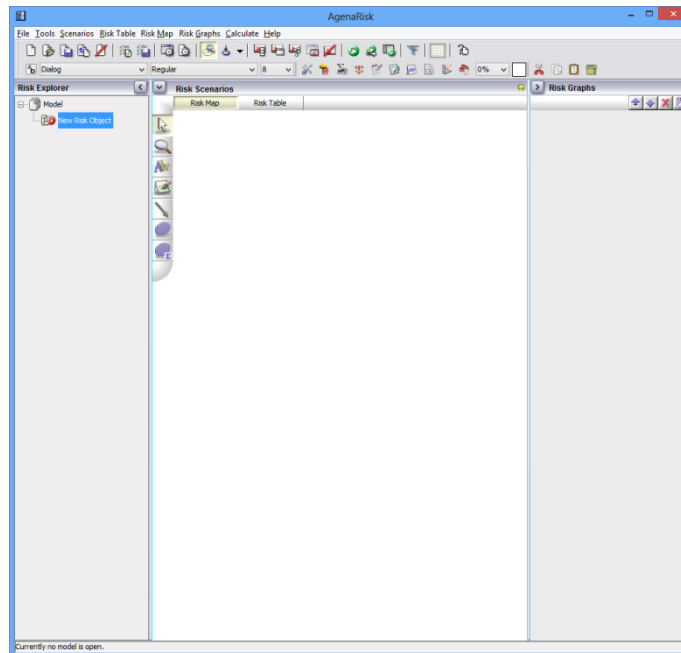 AgenaRisk
File Tools Scenarios Risk Table Risk Map Risk Graphs Calculate Help
Dialog Regular 8 0%
Risk Explorer Risk Scenarios Risk Graphs
Model Risk Map Risk Table
New Risk Object
Currently no model is open.